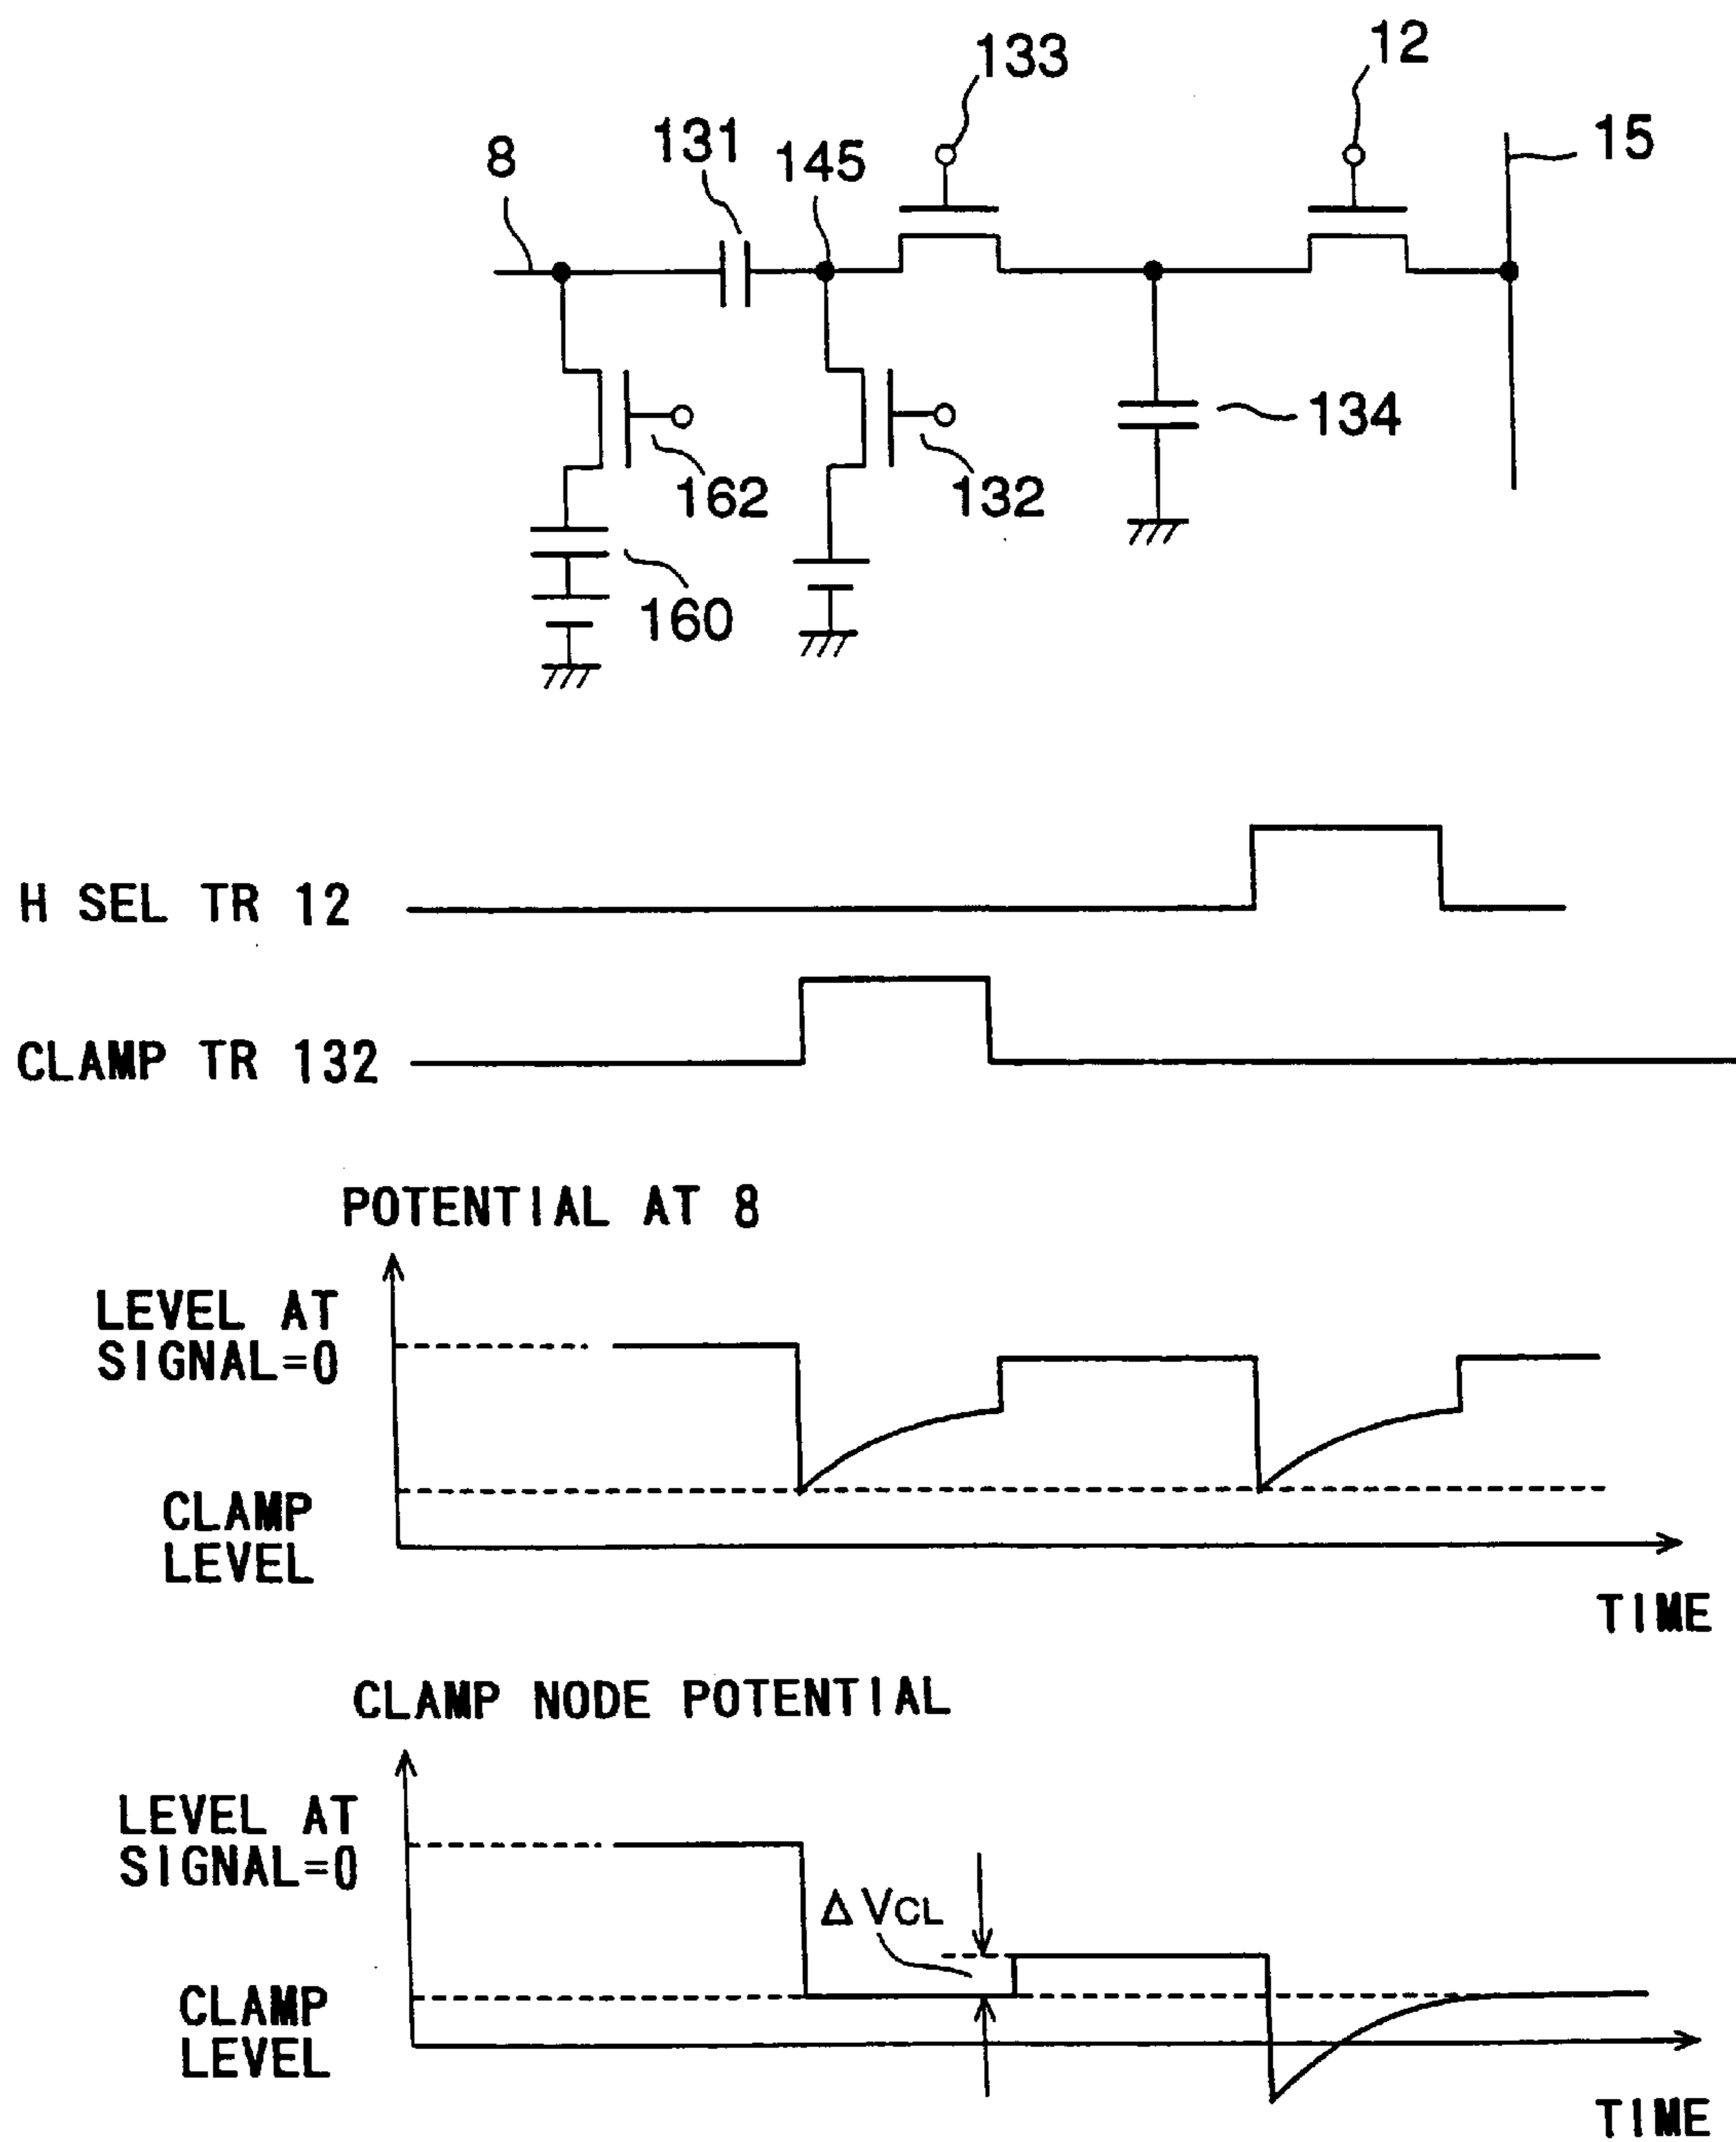 133
12
131
145
15
8
134
162
132
160
H SEL TR 12
CLAMP TR 132
POTENTIAL AT 8
LEVEL AT
SIGNAL=0
CLAMP
LEVEL
TIME
CLAMP NODE POTENTIAL
LEVEL AT
SIGNAL=0
ΔVCL
CLAMP
LEVEL
TIME